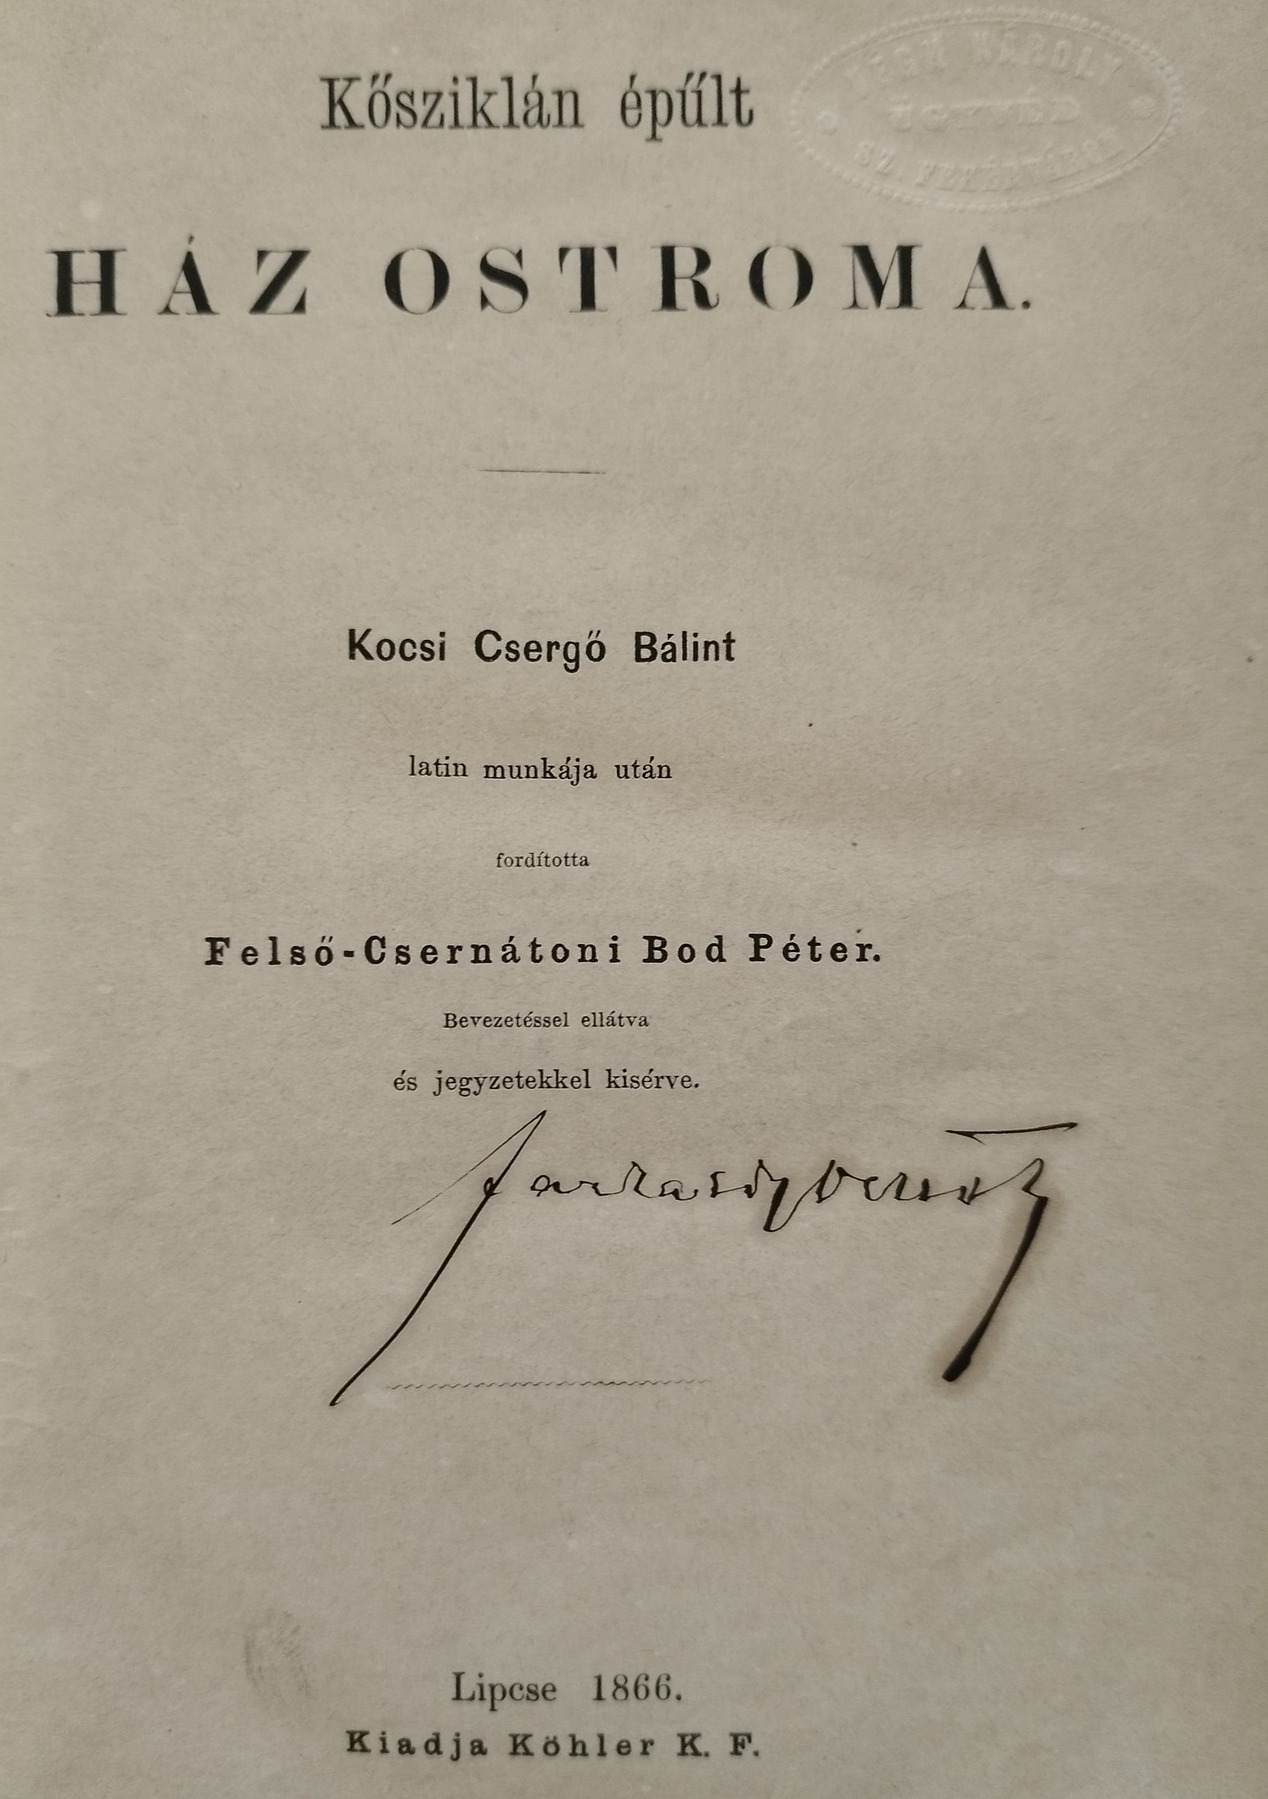 Kősziklán épűlt
KÁROLY
HÁZ OSTROMA.
Kocsi Csergő Bálint
latin munkája után
fordította
Felső-Csernátoni Bod Péter.
Bevezetéssel ellátva
és jegyzetekkel kisérve.
Lipcse 1866.
Kiadja Köhler K. F.